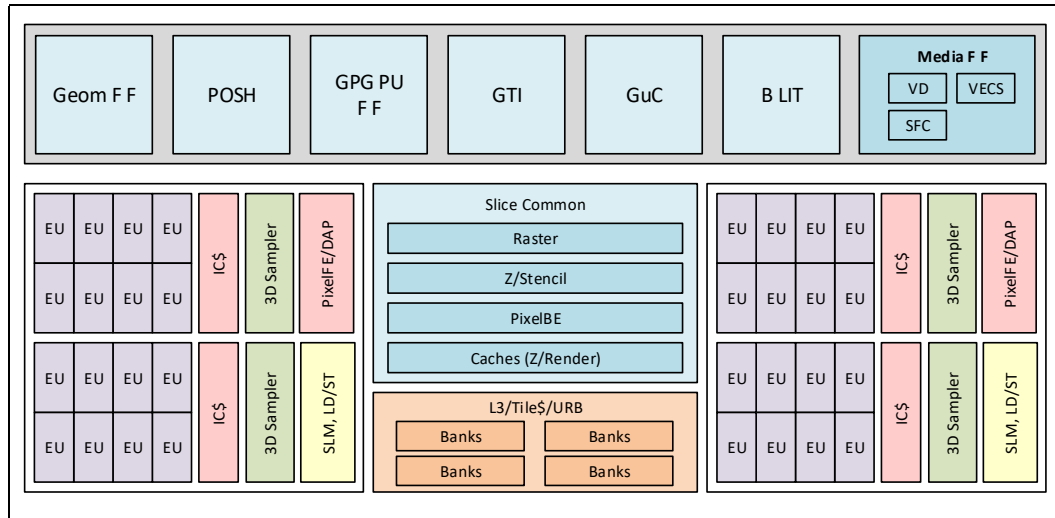 Geom F F
POSH
GPG PU
F F
GTI
GuC
B LIT
Media F F
VD
VECS
SFC
EU EU EU EU
EU EU EU EU
IC$
3D Sampler
PixelF E/DAP
EU EU EU EU
EU EU EU EU
IC$
3D Sampler
SLM, LD/ST
Slice Common
Raster
Z/Stencil
PixelBE
Caches (Z/Render)
L3/Tile$/URB
Banks Banks
Banks Banks
EU EU EU EU
EU EU EU EU
IC$
3D Sampler
PixelF E/DAP
EU EU EU EU
EU EU EU EU
IC$
3D Sampler
SLM, LD/ST